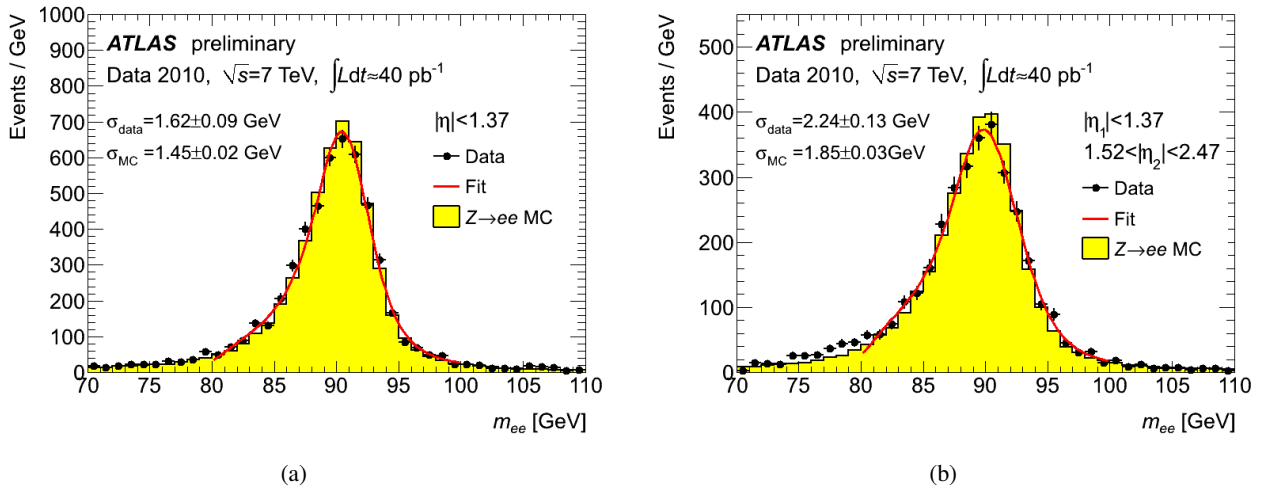 Events / GeV
1000
900
800
700
600
500
400
300
200
100
0
ATLAS preliminary
Data 2010, √s=7 TeV, ∫Ldt≈40 pb⁻¹
σdata=1.62±0.09 GeV
σMC=1.45±0.02 GeV
|η|<1.37
Data
Fit
Z→ee MC
70 75 80 85 90 95 100 105 110
mee [GeV]
(a)
Events / GeV
500
400
300
200
100
0
ATLAS preliminary
Data 2010, √s=7 TeV, ∫Ldt≈40 pb⁻¹
σdata=2.24±0.13 GeV
σMC=1.85±0.03GeV
|η1|<1.37
1.52<|η2|<2.47
Data
Fit
Z→ee MC
70 75 80 85 90 95 100 105 110
mee [GeV]
(b)